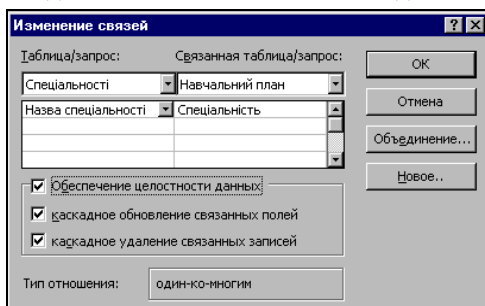 Изменение связей
Таблица/запрос: Связанная таблица/запрос:
Спеціальності Навчальний план
Назва спеціальності Спеціальність
Обеспечение целостности данных
каскадное обновление связанных полей
каскадное удаление связанных записей
Тип отношения: один-ко-многим
ОК
Отмена
Объединение...
Новое..